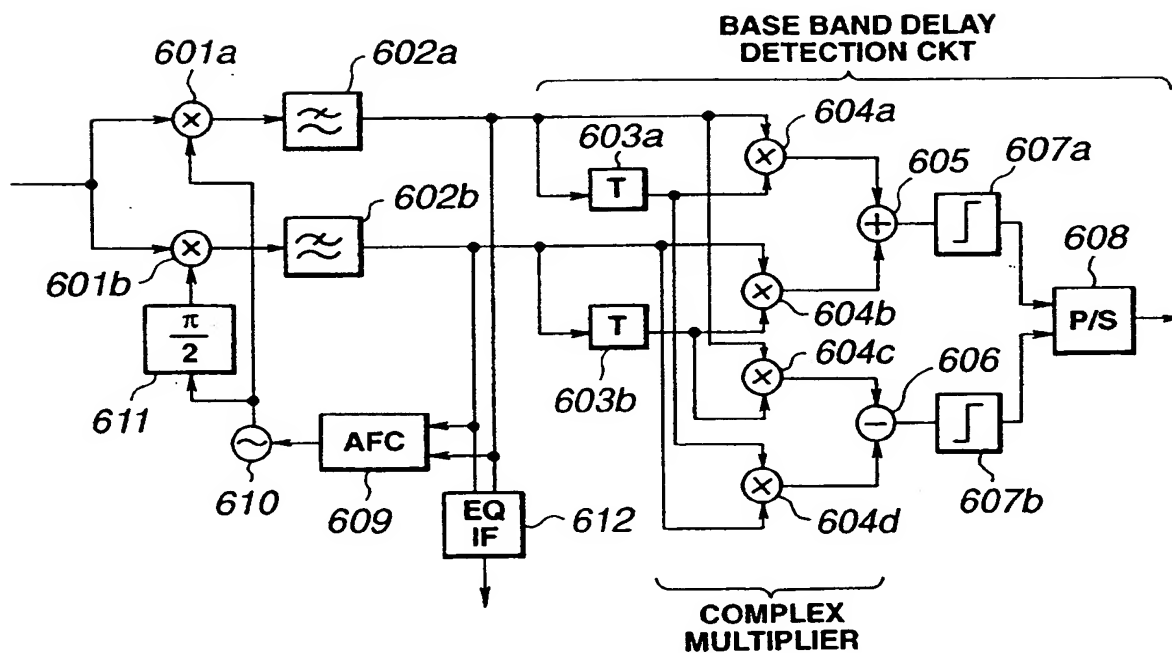 BASE BAND DELAY
DETECTION CKT
601a
602a
603a
604a
605
607a
T
602b
608
601b
P/S
π
2
T
604b
604c
606
611
603b
AFC
610
609
EQ
IF
612
604d
607b
COMPLEX
MULTIPLIER